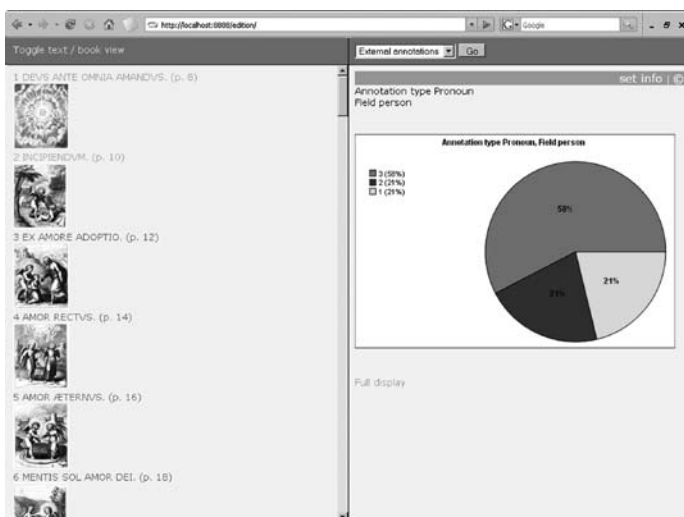 http://localhost:8888/edition/
Google
Toggle text / book view
External annotations
Go
1 DEVS ANTE OMNIA AMANDVS. (p. 8)
2 INCIPIENDVM. (p. 10)
3 EX AMORE ADOPTIO. (p. 12)
4 AMOR RECTVS. (p. 14)
5 AMOR ÆTERNVS. (p. 16)
6 MENTIS SOL AMOR DEI. (p. 18)
set info | ©
Annotation type Pronoun
Field person
Annotation type Pronoun, Field person
3 (58%)
2 (21%)
1 (21%)
58%
21%
21%
Full display